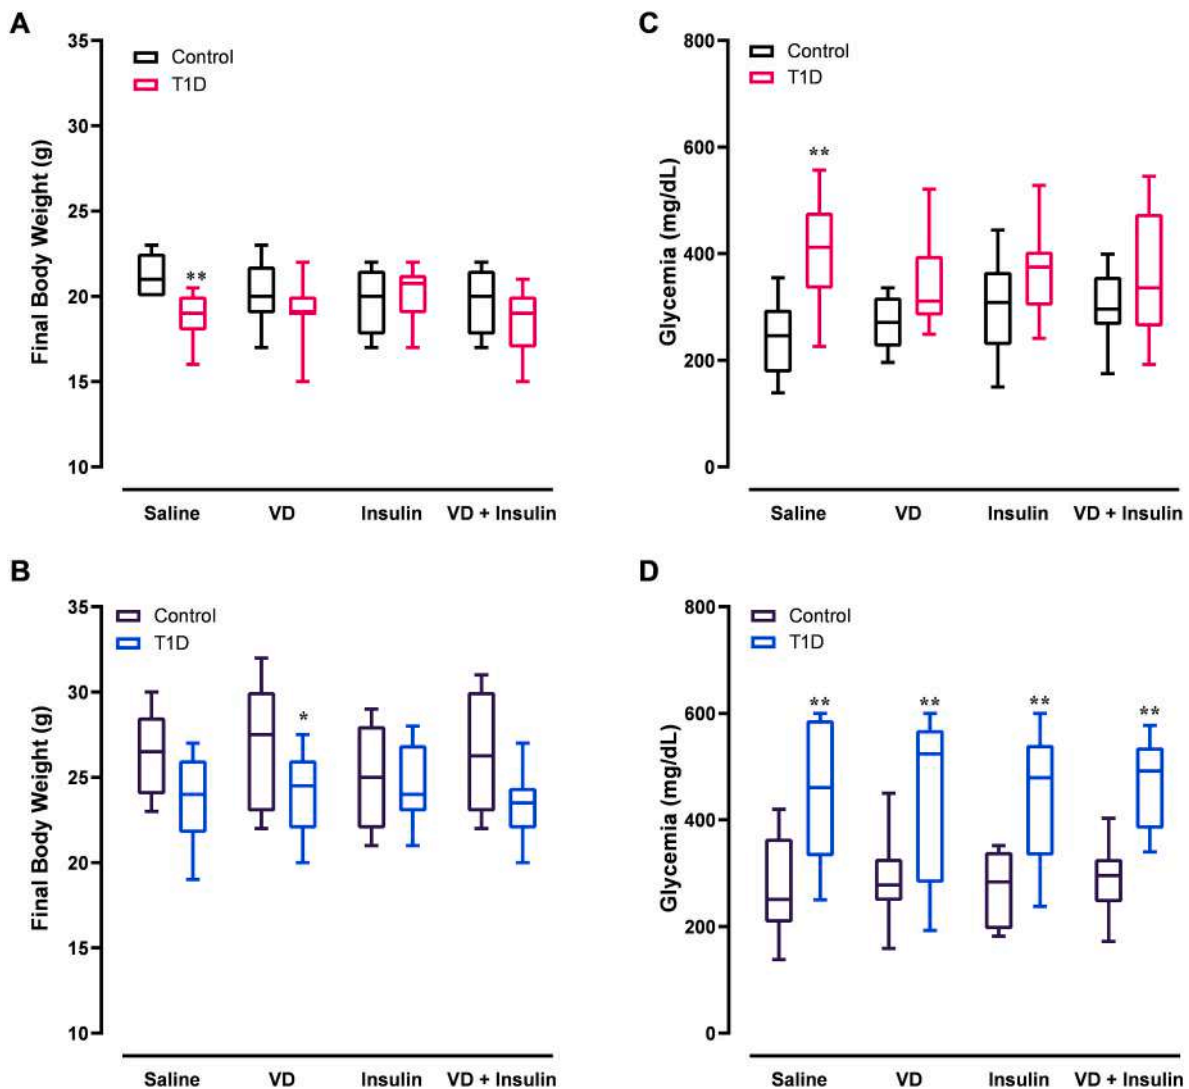 A
Final Body Weight (g)
35
30
25
20
15
10
Control
T1D
**
Saline VD Insulin VD + Insulin
C
Glycemia (mg/dL)
800
600
400
200
0
Control
T1D
**
Saline VD Insulin VD + Insulin
B
Final Body Weight (g)
35
30
25
20
15
10
Control
T1D
*
Saline VD Insulin VD + Insulin
D
Glycemia (mg/dL)
800
600
400
200
0
Control
T1D
** ** ** **
Saline VD Insulin VD + Insulin